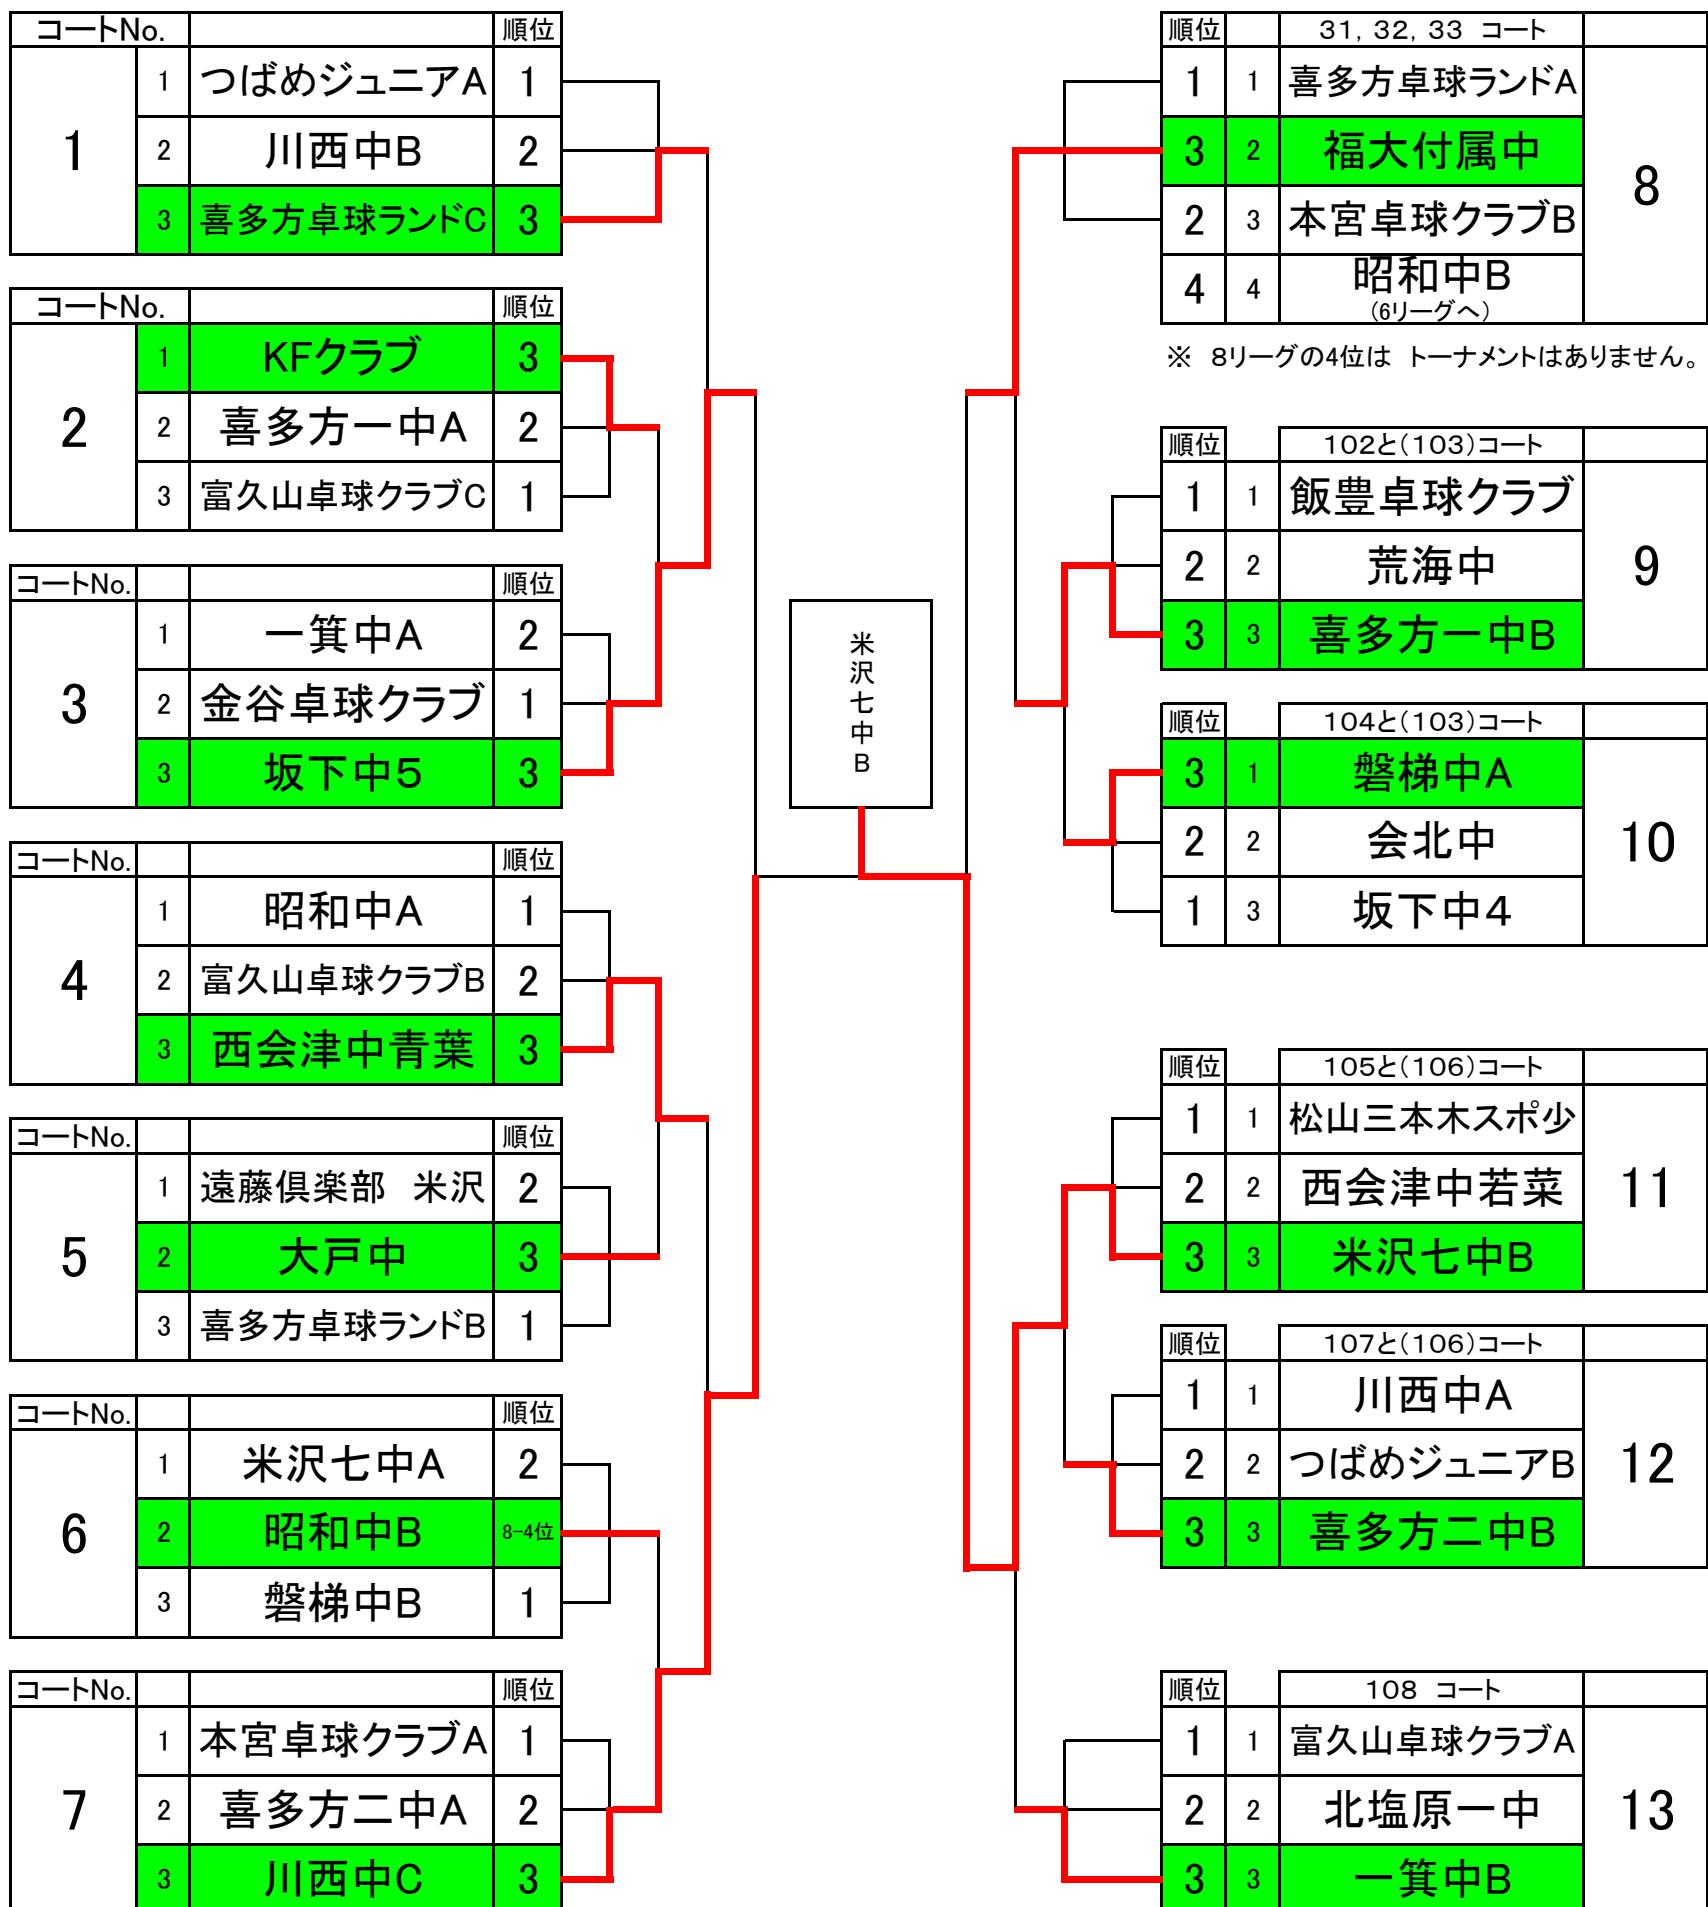 コートNo. 順位
1 1 つばめジュニアA 1
2 川西中B 2
3 喜多方卓球ランドC 3
コートNo. 順位
2 1 KFクラブ 3
2 喜多方一中A 2
3 富久山卓球クラブC 1
コートNo. 順位
3 1 一箕中A 2
2 金谷卓球クラブ 1
3 坂下中5 3
コートNo. 順位
4 1 昭和中A 1
2 富久山卓球クラブB 2
3 西会津中青葉 3
コートNo. 順位
5 1 遠藤倶楽部 米沢 2
2 大戸中 3
3 喜多方卓球ランドB 1
コートNo. 順位
6 1 米沢七中A 2
2 昭和中B 8-4位
3 磐梯中B 1
コートNo. 順位
7 1 本宮卓球クラブA 1
2 喜多方二中A 2
3 川西中C 3
米沢七中B
順位 31,32,33 コート
1 1 喜多方卓球ランドA 8
3 2 福大付属中
2 3 本宮卓球クラブB
4 4 昭和中B
(6リーグへ)
※ 8リーグの4位は トーナメントはありません。
順位 102と(103)コート
1 1 飯豊卓球クラブ 9
2 2 荒海中
3 3 喜多方一中B
順位 104と(103)コート
3 1 磐梯中A 10
2 2 会北中
1 3 坂下中4
順位 105と(106)コート
1 1 松山三本木スポ少 11
2 2 西会津中若菜
3 3 米沢七中B
順位 107と(106)コート
1 1 川西中A 12
2 2 つばめジュニアB
3 3 喜多方二中B
順位 108 コート
1 1 富久山卓球クラブA 13
2 2 北塩原一中
3 3 一箕中B